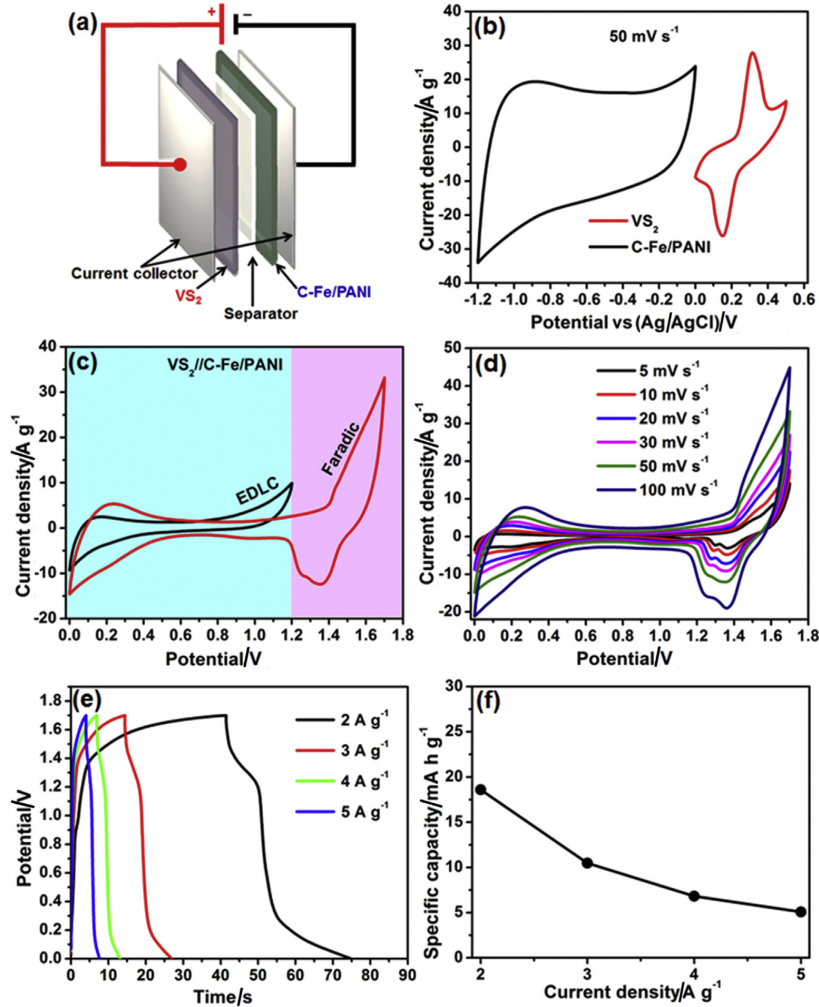 (a)
+ −
Current collector
VS₂
Separator
C-Fe/PANI
(b)
50 mV s⁻¹
Current density/A g⁻¹
40
30
20
10
0
-10
-20
-30
-40
VS₂
C-Fe/PANI
-1.2 -1.0 -0.8 -0.6 -0.4 -0.2 0.0 0.2 0.4 0.6
Potential vs (Ag/AgCl)/V
(c)
VS₂//C-Fe/PANI
Current density/A g⁻¹
40
30
20
10
0
-10
-20
EDLC
Faradic
0.0 0.2 0.4 0.6 0.8 1.0 1.2 1.4 1.6 1.8
Potential/V
(d)
Current density/A g⁻¹
50
40
30
20
10
0
-10
-20
5 mV s⁻¹
10 mV s⁻¹
20 mV s⁻¹
30 mV s⁻¹
50 mV s⁻¹
100 mV s⁻¹
0.0 0.2 0.4 0.6 0.8 1.0 1.2 1.4 1.6 1.8
Potential/V
(e)
Potential/V
1.8
1.6
1.4
1.2
1.0
0.8
0.6
0.4
0.2
0.0
2 A g⁻¹
3 A g⁻¹
4 A g⁻¹
5 A g⁻¹
0 10 20 30 40 50 60 70 80 90
Time/s
(f)
Specific capacity/mA h g⁻¹
30
25
20
15
10
5
0
2 3 4 5
Current density/A g⁻¹